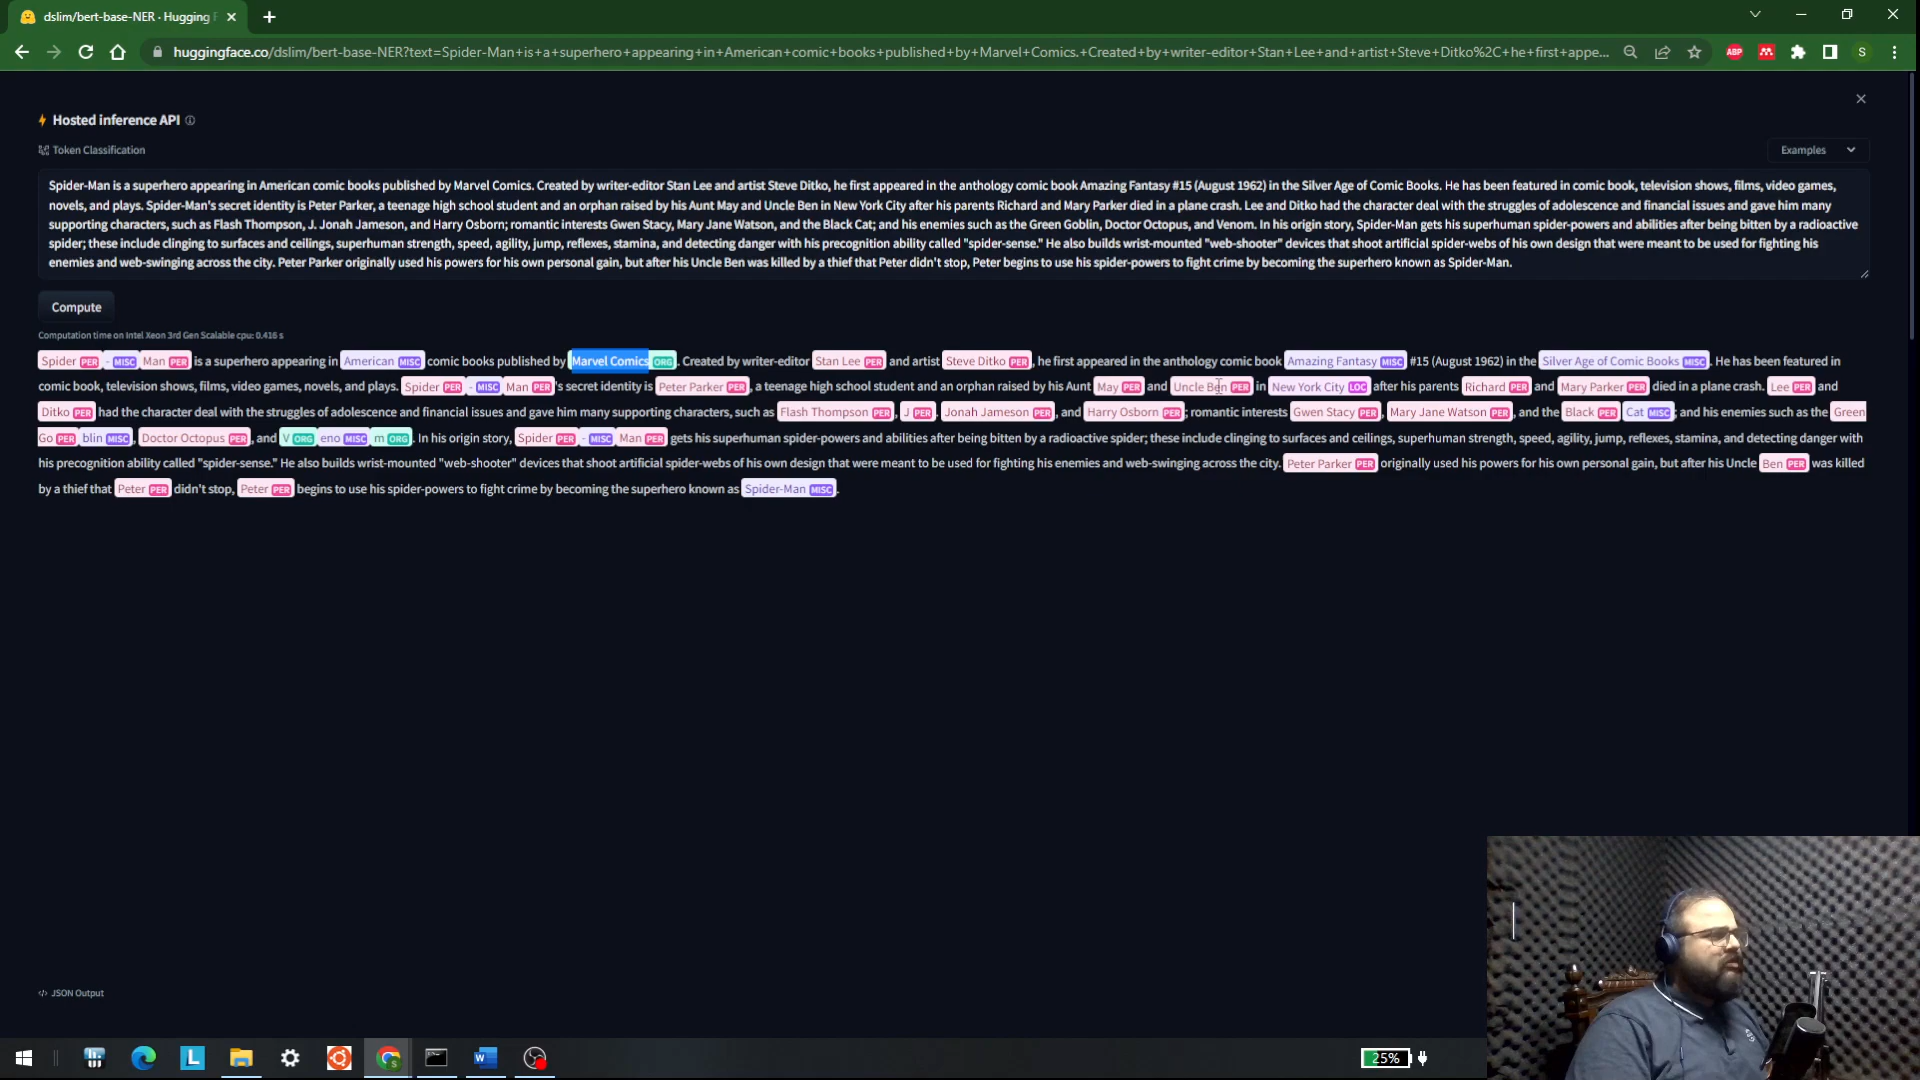 dslim/bert-base-NER · Hugging F
huggingface.co/dslim/bert-base-NER?text=Spider-Man+is+a+superhero+appearing+in+American+comic+books+published+by+Marvel+Comics.+Created+by+writer-editor+Stan+Lee+and+artist+Steve+Ditko%2C+he+first+appe...
ABP
S
Hosted inference API
Token Classification
Examples
Spider-Man is a superhero appearing in American comic books published by Marvel Comics. Created by writer-editor Stan Lee and artist Steve Ditko, he first appeared in the anthology comic book Amazing Fantasy #15 (August 1962) in the Silver Age of Comic Books. He has been featured in comic book, television shows, films, video games,
novels, and plays. Spider-Man's secret identity is Peter Parker, a teenage high school student and an orphan raised by his Aunt May and Uncle Ben in New York City after his parents Richard and Mary Parker died in a plane crash. Lee and Ditko had the character deal with the struggles of adolescence and financial issues and gave him many
supporting characters, such as Flash Thompson, J. Jonah Jameson, and Harry Osborn; romantic interests Gwen Stacy, Mary Jane Watson, and the Black Cat; and his enemies such as the Green Goblin, Doctor Octopus, and Venom. In his origin story, Spider-Man gets his superhuman spider-powers and abilities after being bitten by a radioactive
spider; these include clinging to surfaces and ceilings, superhuman strength, speed, agility, jump, reflexes, stamina, and detecting danger with his precognition ability called "spider-sense." He also builds wrist-mounted "web-shooter" devices that shoot artificial spider-webs of his own design that were meant to be used for fighting his
enemies and web-swinging across the city. Peter Parker originally used his powers for his own personal gain, but after his Uncle Ben was killed by a thief that Peter didn't stop, Peter begins to use his spider-powers to fight crime by becoming the superhero known as Spider-Man.
Compute
Computation time on Intel Xeon 3rd Gen Scalable cpu: 0.416 s
Spider PER - MISC Man PER is a superhero appearing in American MISC comic books published by Marvel Comics ORG . Created by writer-editor Stan Lee PER and artist Steve Ditko PER , he first appeared in the anthology comic book Amazing Fantasy MISC #15 (August 1962) in the Silver Age of Comic Books MISC . He has been featured in
comic book, television shows, films, video games, novels, and plays. Spider PER - MISC Man PER 's secret identity is Peter Parker PER , a teenage high school student and an orphan raised by his Aunt May PER and Uncle Ben PER in New York City LOC after his parents Richard PER and Mary Parker PER died in a plane crash. Lee PER and
Ditko PER had the character deal with the struggles of adolescence and financial issues and gave him many supporting characters, such as Flash Thompson PER , J PER . Jonah Jameson PER , and Harry Osborn PER ; romantic interests Gwen Stacy PER , Mary Jane Watson PER , and the Black PER Cat MISC ; and his enemies such as the Green
Go PER blin MISC , Doctor Octopus PER , and V ORG eno MISC m ORG . In his origin story, Spider PER - MISC Man PER gets his superhuman spider-powers and abilities after being bitten by a radioactive spider; these include clinging to surfaces and ceilings, superhuman strength, speed, agility, jump, reflexes, stamina, and detecting danger with
his precognition ability called "spider-sense." He also builds wrist-mounted "web-shooter" devices that shoot artificial spider-webs of his own design that were meant to be used for fighting his enemies and web-swinging across the city. Peter Parker PER originally used his powers for his own personal gain, but after his Uncle Ben PER was killed
by a thief that Peter PER didn't stop, Peter PER begins to use his spider-powers to fight crime by becoming the superhero known as Spider-Man MISC .
JSON Output
L
25%